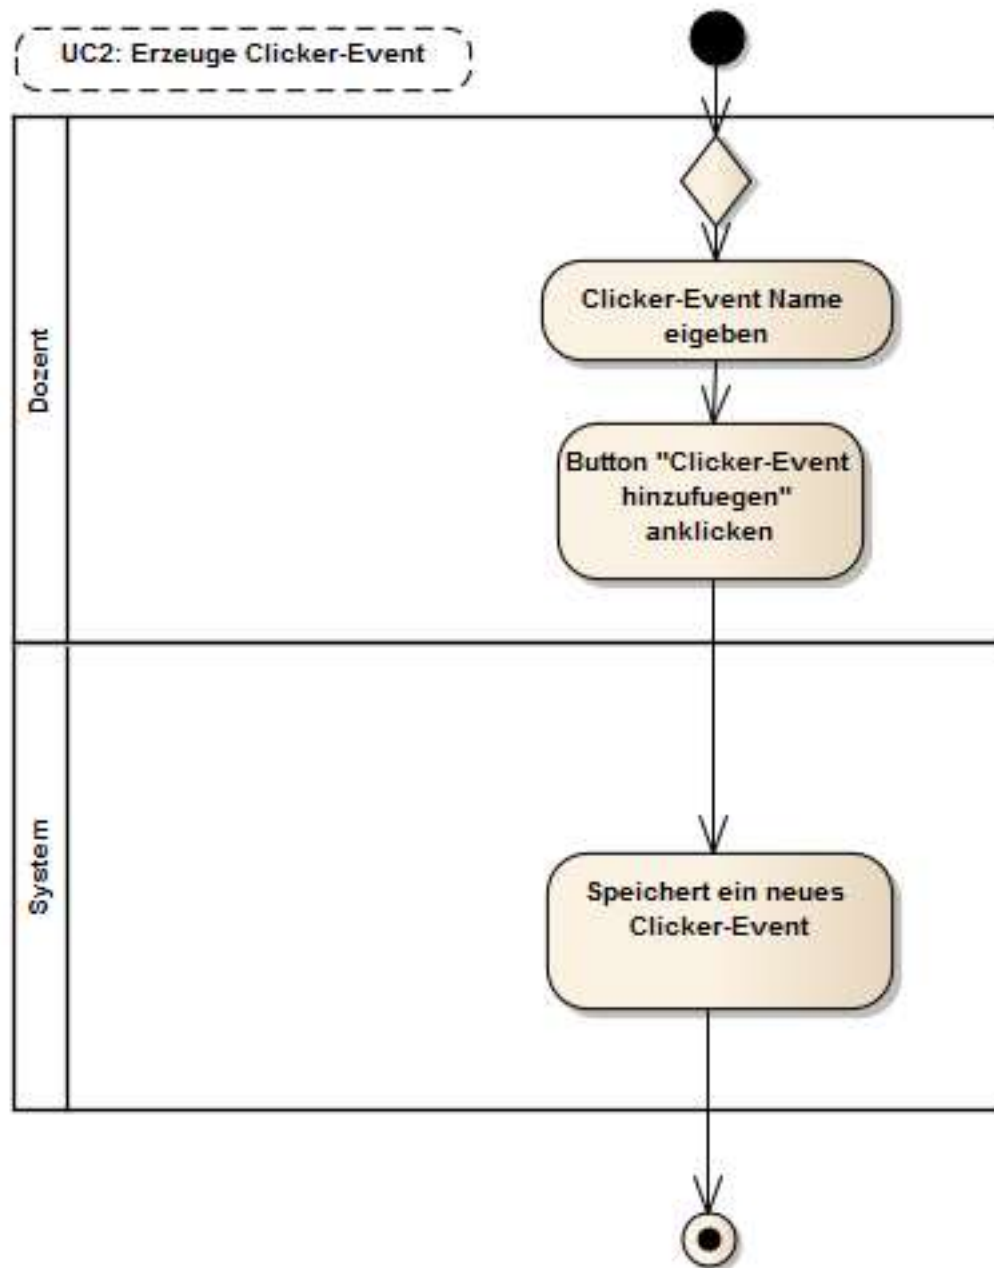 UC2: Erzeuge Clicker-Event
Dozent
Clicker-Event Name
eigeben
Button "Clicker-Event
hinzufuegen"
anklicken
System
Speichert ein neues
Clicker-Event